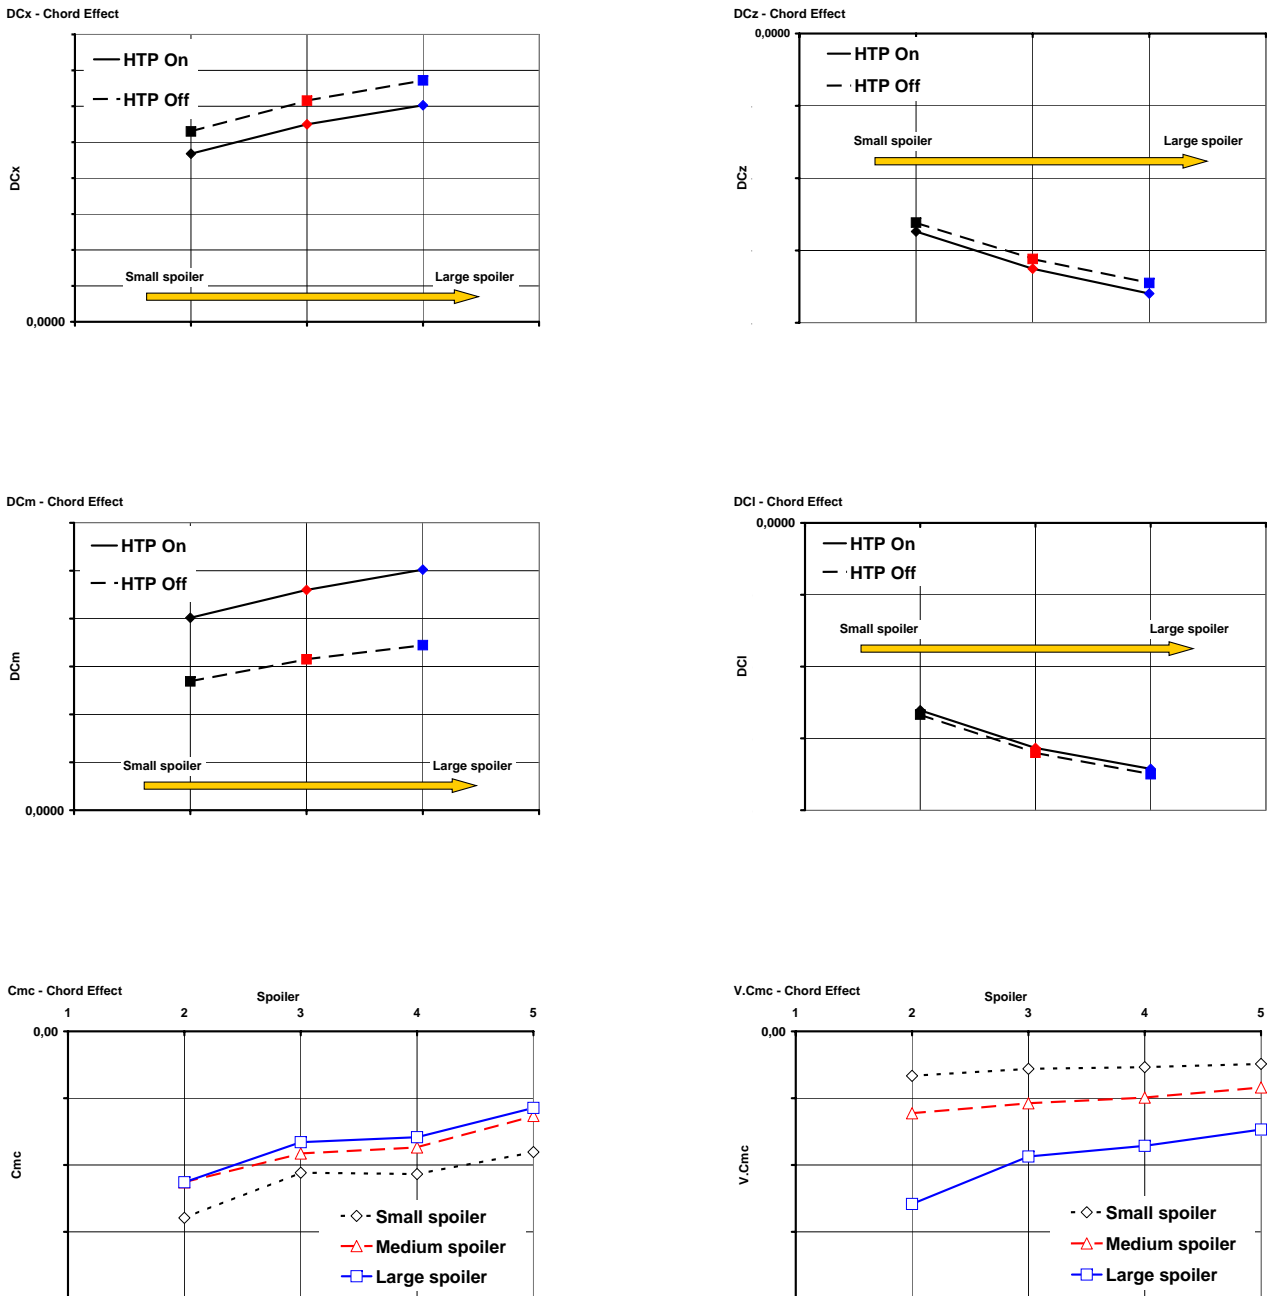 DCx - Chord Effect
HTP On
HTP Off
DCx
Small spoiler
Large spoiler
0,0000
DCz - Chord Effect
0,0000
HTP On
HTP Off
Small spoiler
Large spoiler
DCz
DCm - Chord Effect
HTP On
HTP Off
DCm
Small spoiler
Large spoiler
0,0000
DCl - Chord Effect
0,0000
HTP On
HTP Off
Small spoiler
Large spoiler
DCl
Cmc - Chord Effect
Spoiler
1 2 3 4 5
0,00
Cmc
Small spoiler
Medium spoiler
Large spoiler
V.Cmc - Chord Effect
Spoiler
1 2 3 4 5
0,00
V.Cmc
Small spoiler
Medium spoiler
Large spoiler